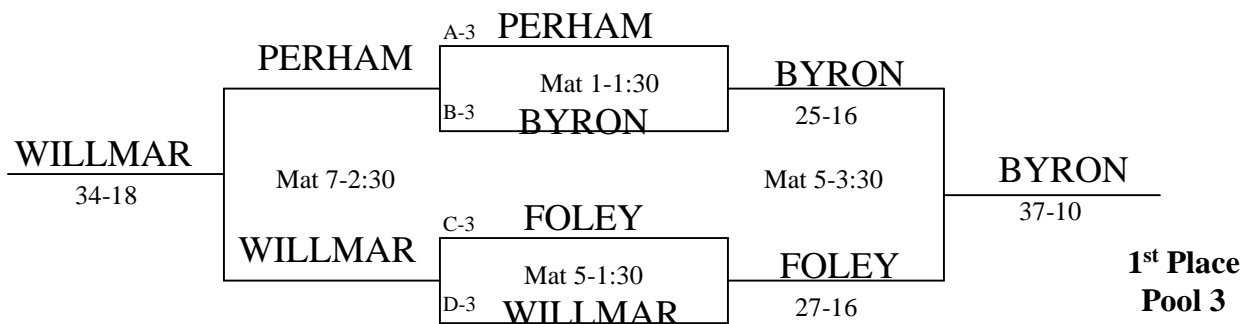 A-3 PERHAM
PERHAM
Mat 1-1:30
BYRON
B-3
BYRON
25-16
WILLMAR
34-18
Mat 7-2:30
Mat 5-3:30
BYRON
37-10
C-3
FOLEY
WILLMAR
Mat 5-1:30
FOLEY
D-3
WILLMAR
27-16
1st Place
Pool 3